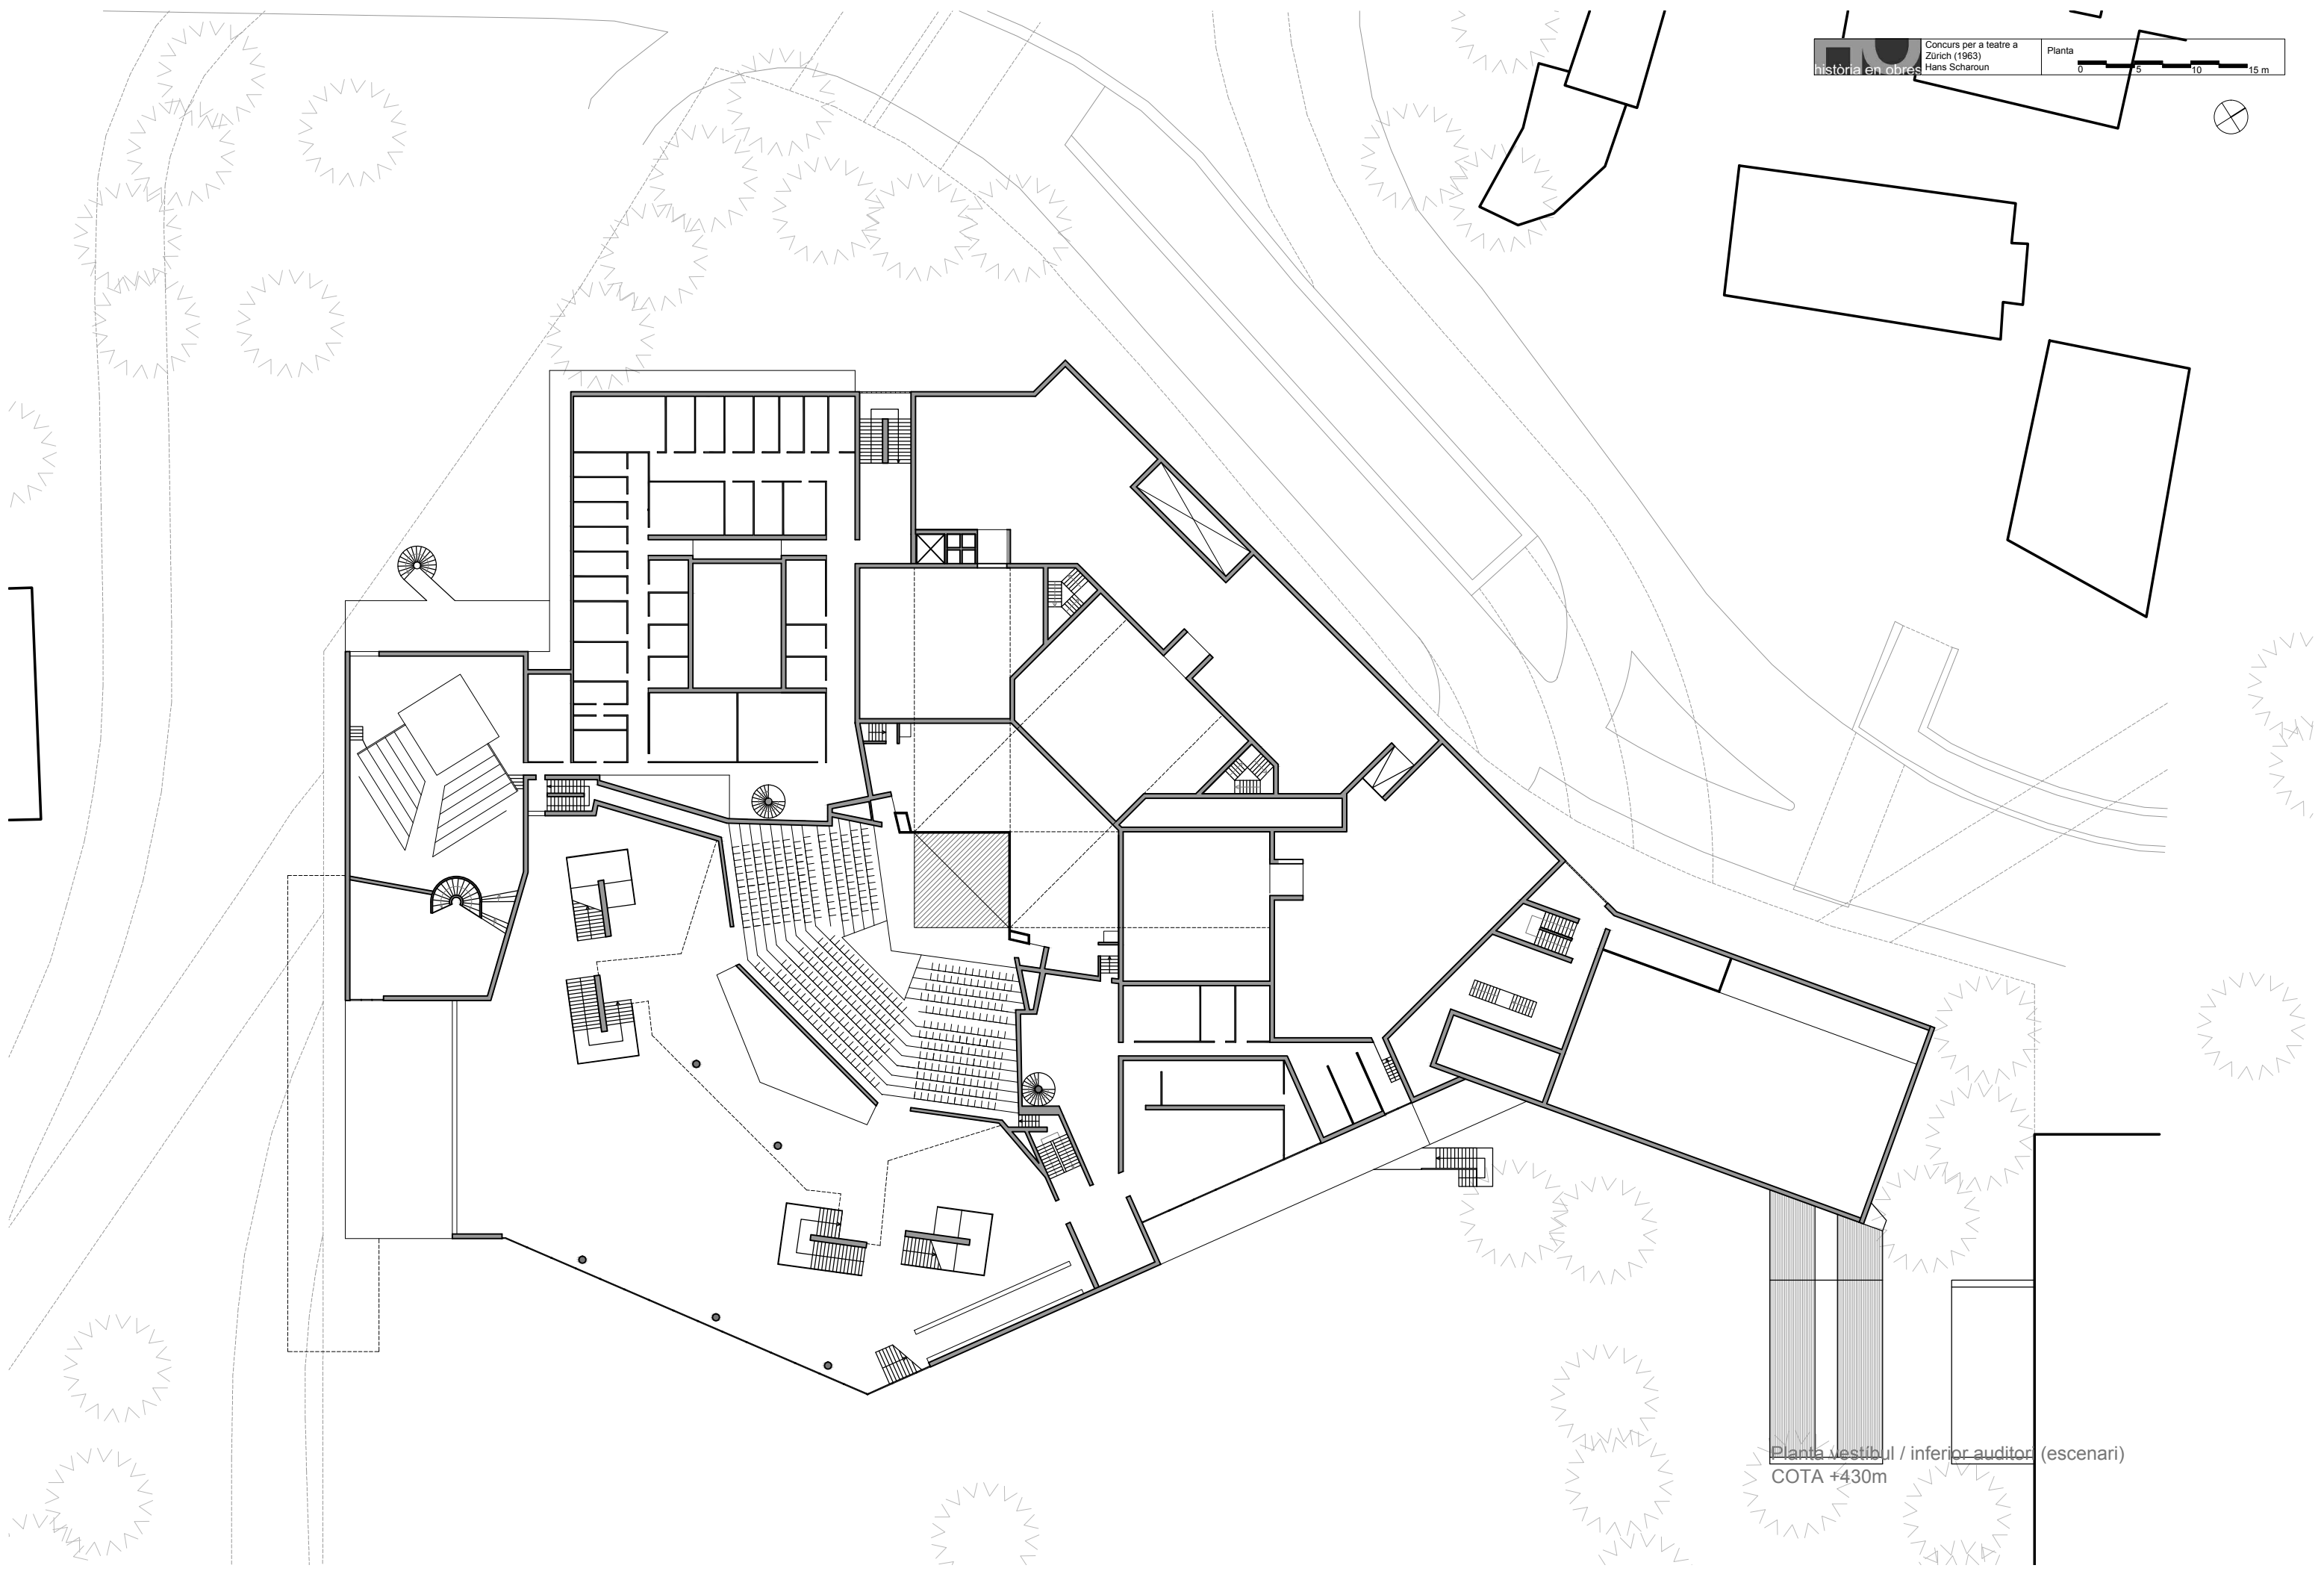 història en obres
Concurs per a teatre a
Zürich (1963)
Hans Scharoun
Planta
0 5 10 15 m
Planta vestíbul / inferior auditori (escenari)
COTA +430m